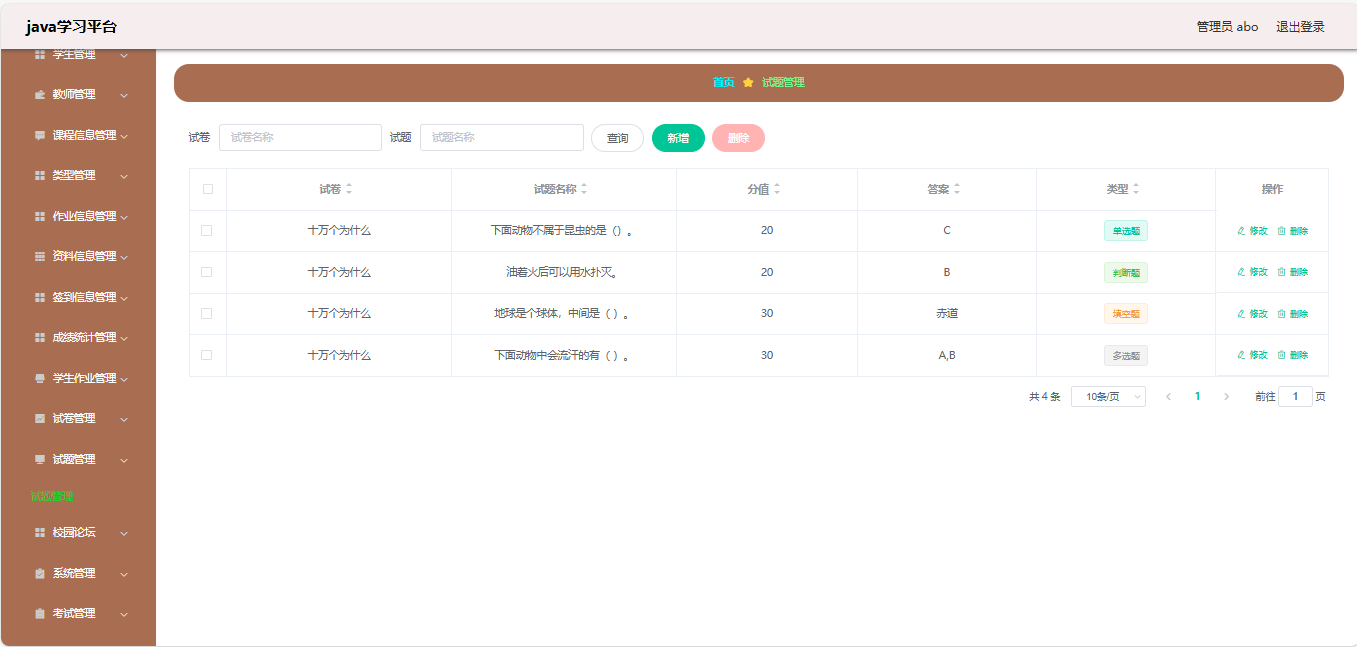 java学习平台
管理员 abo 退出登录
学生管理
教师管理
课程信息管理
类型管理
作业信息管理
资料信息管理
签到信息管理
成绩统计管理
学生作业管理
试卷管理
试题管理
试题管理
校园论坛
系统管理
考试管理
首页 试题管理
试卷 试卷名称 试题 试题名称 查询 新增 删除
试卷 试题名称 分值 答案 类型 操作
十万个为什么 下面动物不属于昆虫的是（）。 20 C 单选题 修改 删除
十万个为什么 油着火后可以用水扑灭。 20 B 判断题 修改 删除
十万个为什么 地球是个球体，中间是（ ）。 30 赤道 填空题 修改 删除
十万个为什么 下面动物中会流汗的有（ ）。 30 A,B 多选题 修改 删除
共 4 条 10条/页 1 前往 1 页